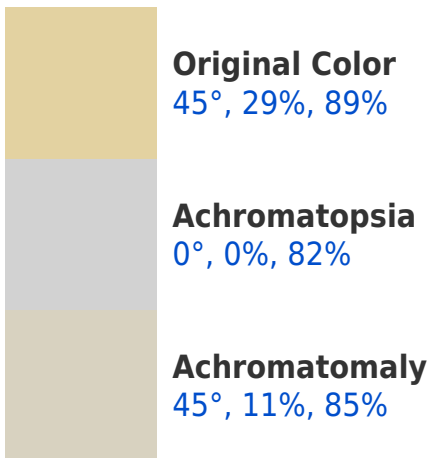 Original Color
45°, 29%, 89%
Achromatopsia
0°, 0%, 82%
Achromatomaly
45°, 11%, 85%